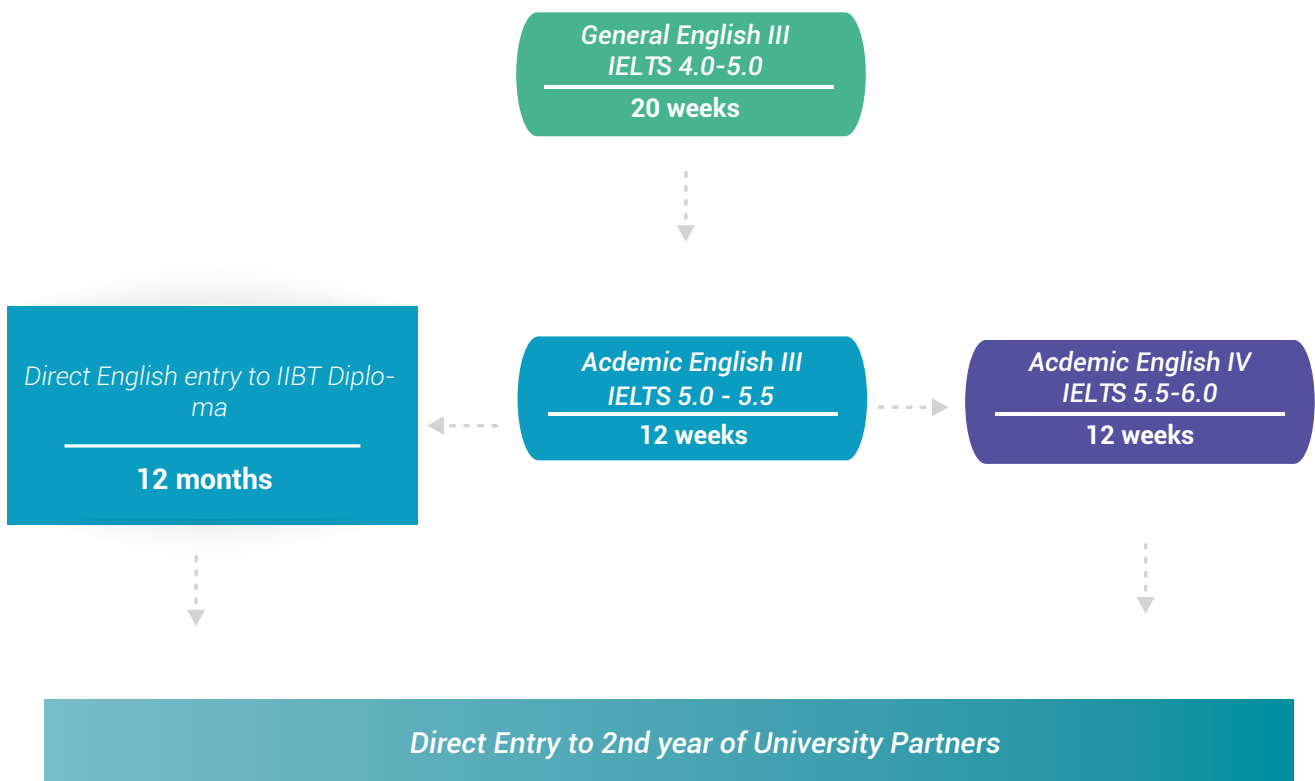 General English III
IELTS 4.0-5.0
20 weeks
Direct English entry to IIBT Diplo-
ma
12 months
Acdemic English III
IELTS 5.0 - 5.5
12 weeks
Acdemic English IV
IELTS 5.5-6.0
12 weeks
Direct Entry to 2nd year of University Partners